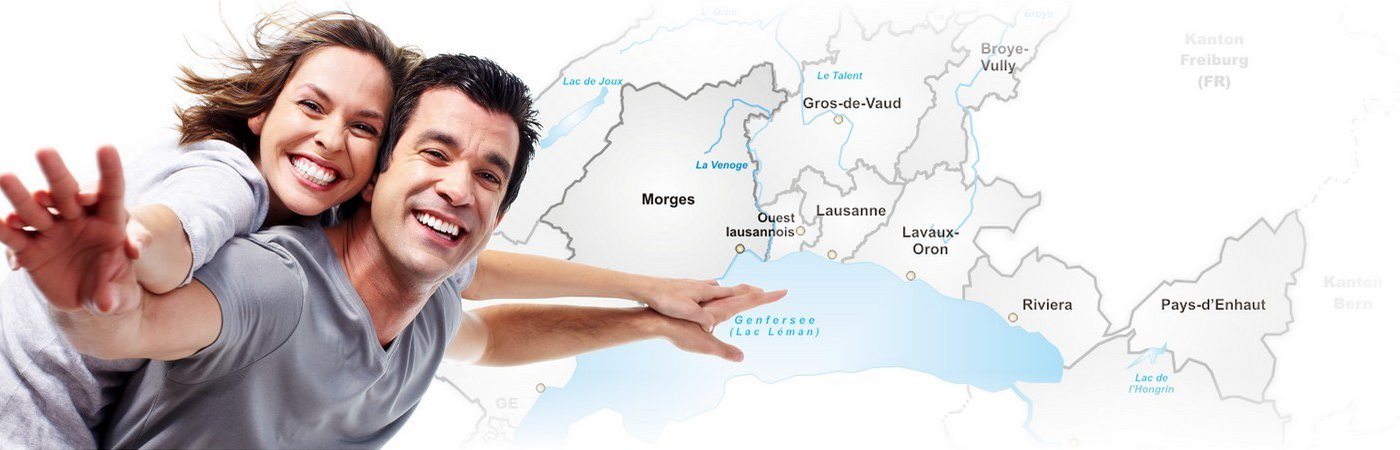 L'Orbe
Broye
Broye-
Vully
Kanton
Freiburg
(FR)
Lac de Joux
Le Talent
Gros-de-Vaud
La Venoge
Morges
Ouest
lausannois
Lausanne
Lavaux-
Oron
Kanton
Bern
Riviera
Pays-d'Enhaut
Genfersee
(Lac Léman)
Lac de
l'Hongrin
GE